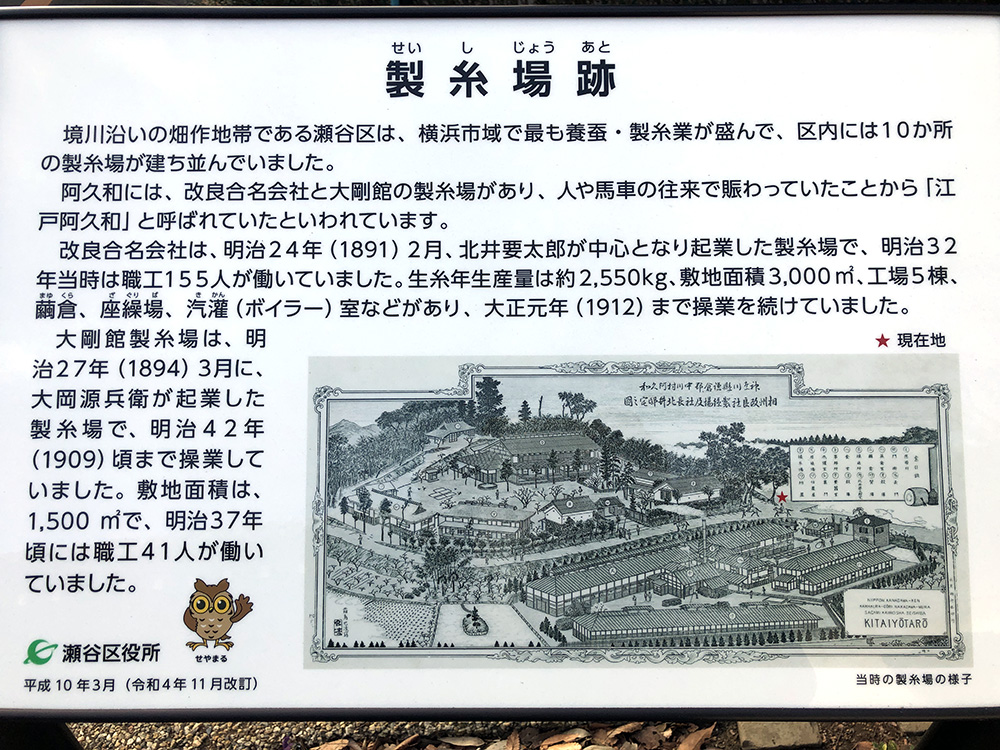 せい し じょう あと
製糸場跡
境川沿いの畑作地帯である瀬谷区は、横浜市域で最も養蚕・製糸業が盛んで、区内には10か所
の製糸場が建ち並んでいました。
阿久和には、改良合名会社と大剛館の製糸場があり、人や馬車の往来で賑わっていたことから「江
戸阿久和」と呼ばれていたといわれています。
改良合名会社は、明治24年(1891)2月、北井要太郎が中心となり起業した製糸場で、明治32
年当時は職工155人が働いていました。生糸年生産量は約2,550kg、敷地面積3,000㎡、工場5棟、
まゆ くら ざ ぐり ば き かん
繭倉、座繰場、汽灌(ボイラー)室などがあり、大正元年(1912)まで操業を続けていました。
大剛館製糸場は、明
治27年(1894)3月に、
大岡源兵衛が起業した
製糸場で、明治42年
(1909)頃まで操業して
いました。敷地面積は、
1,500㎡で、明治37年
頃には職工41人が働い
ていました。
★ 現在地
KITAIYŌTARŌ
せやまる
瀬谷区役所
平成10年3月(令和4年11月改訂)
当時の製糸場の様子